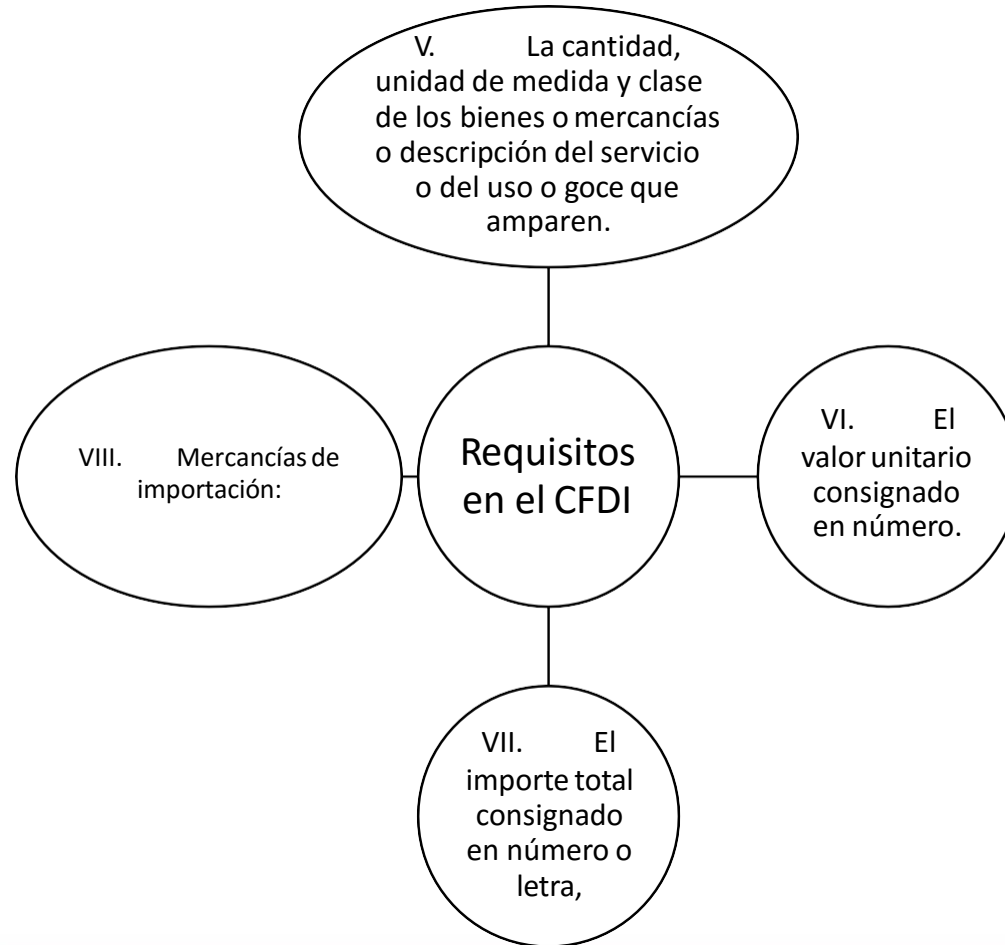 V. La cantidad,
unidad de medida y clase
de los bienes o mercancías
o descripción del servicio
o del uso o goce que
amparen.
VIII. Mercancías de
importación:
Requisitos
en el CFDI
VI. El
valor unitario
consignado
en número.
VII. El
importe total
consignado
en número o
letra,